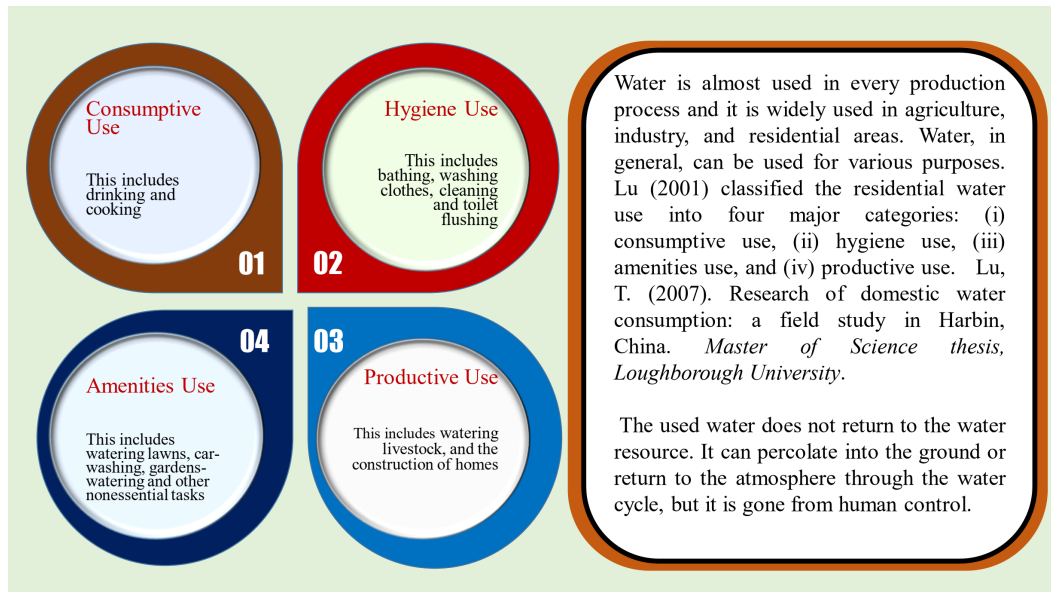 Consumptive
Use
This includes
drinking and
cooking
01
Hygiene Use
This includes
bathing, washing
clothes, cleaning
and toilet
flushing
02
04
Amenities Use
This includes
watering lawns, car-
washing, gardens-
watering and other
nonessential tasks
03
Productive Use
This includes watering
livestock, and the
construction of homes
Water is almost used in every production
process and it is widely used in agriculture,
industry, and residential areas. Water, in
general, can be used for various purposes.
Lu (2001) classified the residential water
use into four major categories: (i)
consumptive use, (ii) hygiene use, (iii)
amenities use, and (iv) productive use. Lu,
T. (2007). Research of domestic water
consumption: a field study in Harbin,
China. Master of Science thesis,
Loughborough University.
The used water does not return to the water
resource. It can percolate into the ground or
return to the atmosphere through the water
cycle, but it is gone from human control.